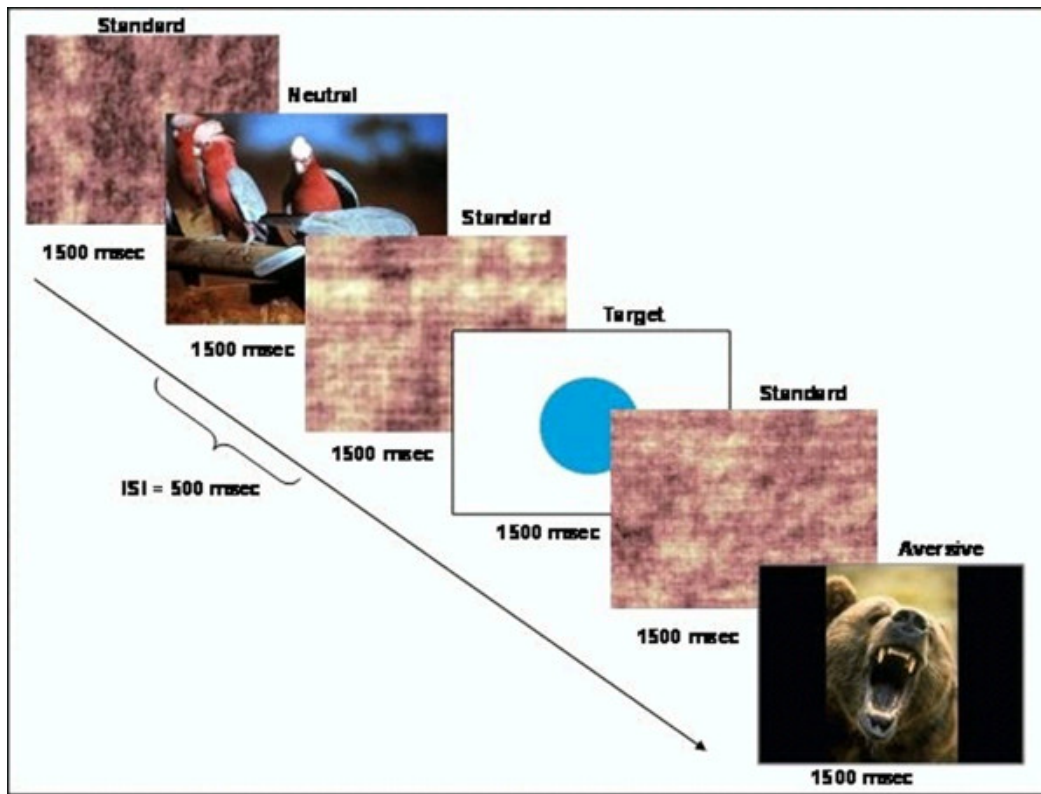 Standard
1500 msec
Neutral
1500 msec
Standard
1500 msec
Target
1500 msec
Standard
1500 msec
Aversive
1500 msec
ISI = 500 msec